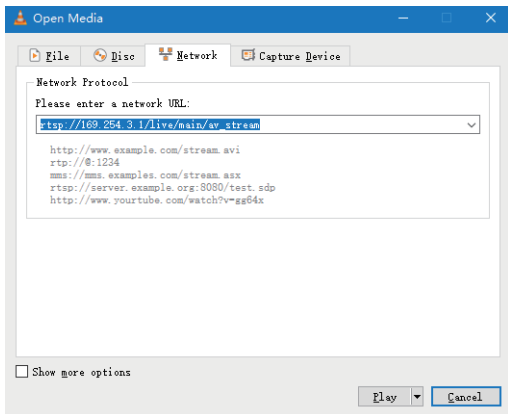 Open Media
File Disc Network Capture Device
Network Protocol
Please enter a network URL:
rtsp://169.254.3.1/live/main/av_stream
http://www.example.com/stream.avi
rtp://@:1234
mms://mms.examples.com/stream.asx
rtsp://server.example.org:8080/test.sdp
http://www.yourtube.com/watch?v=gg64x
Show more options
Play Cancel